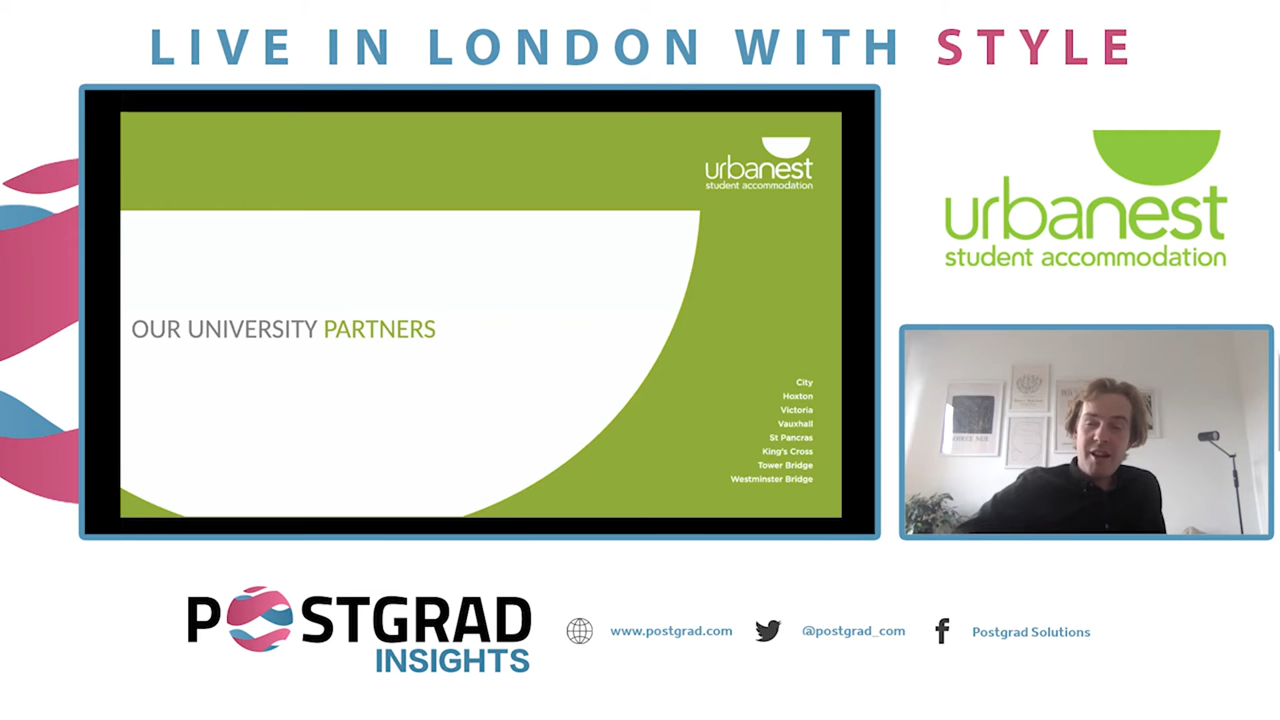 LIVE IN LONDON WITH STYLE
urbanest
student accommodation
OUR UNIVERSITY PARTNERS
City
Hoxton
Victoria
Vauxhall
St Pancras
King's Cross
Tower Bridge
Westminster Bridge
urbanest
student accommodation
POSTGRAD
INSIGHTS
www.postgrad.com
@postgrad_com
Postgrad Solutions